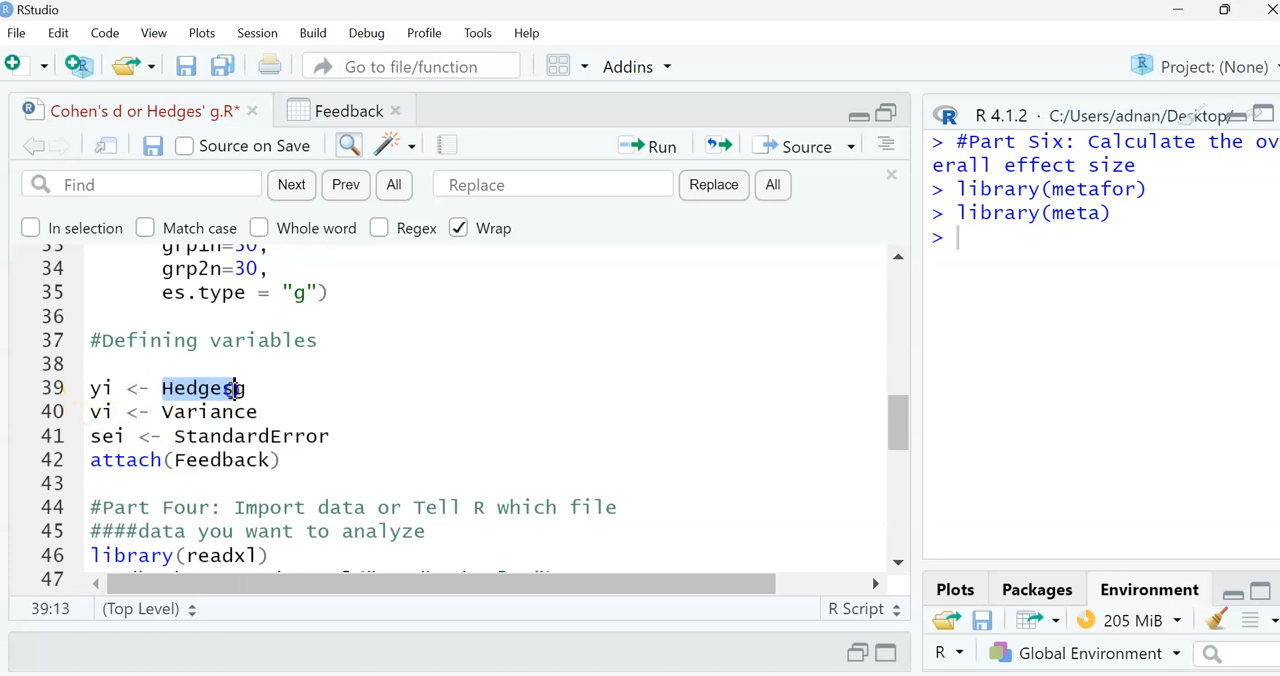 RStudio
File Edit Code View Plots Session Build Debug Profile Tools Help
Go to file/function Addins Project: (None)
Cohen's d or Hedges' g.R* Feedback
Source on Save Run Source
Find Next Prev All Replace Replace All
In selection Match case Whole word Regex Wrap
33 grp1n=30,
34 grp2n=30,
35 es.type = "g")
36
37 #Defining variables
38
39 yi <- Hedgesg
40 vi <- Variance
41 sei <- StandardError
42 attach(Feedback)
43
44 #Part Four: Import data or Tell R which file
45 ####data you want to analyze
46 library(readxl)
47
39:13 (Top Level) R Script
R 4.1.2 · C:/Users/adnan/Desktop/
> #Part Six: Calculate the ov
erall effect size
> library(metafor)
> library(meta)
>
Plots Packages Environment
205 MiB
R Global Environment